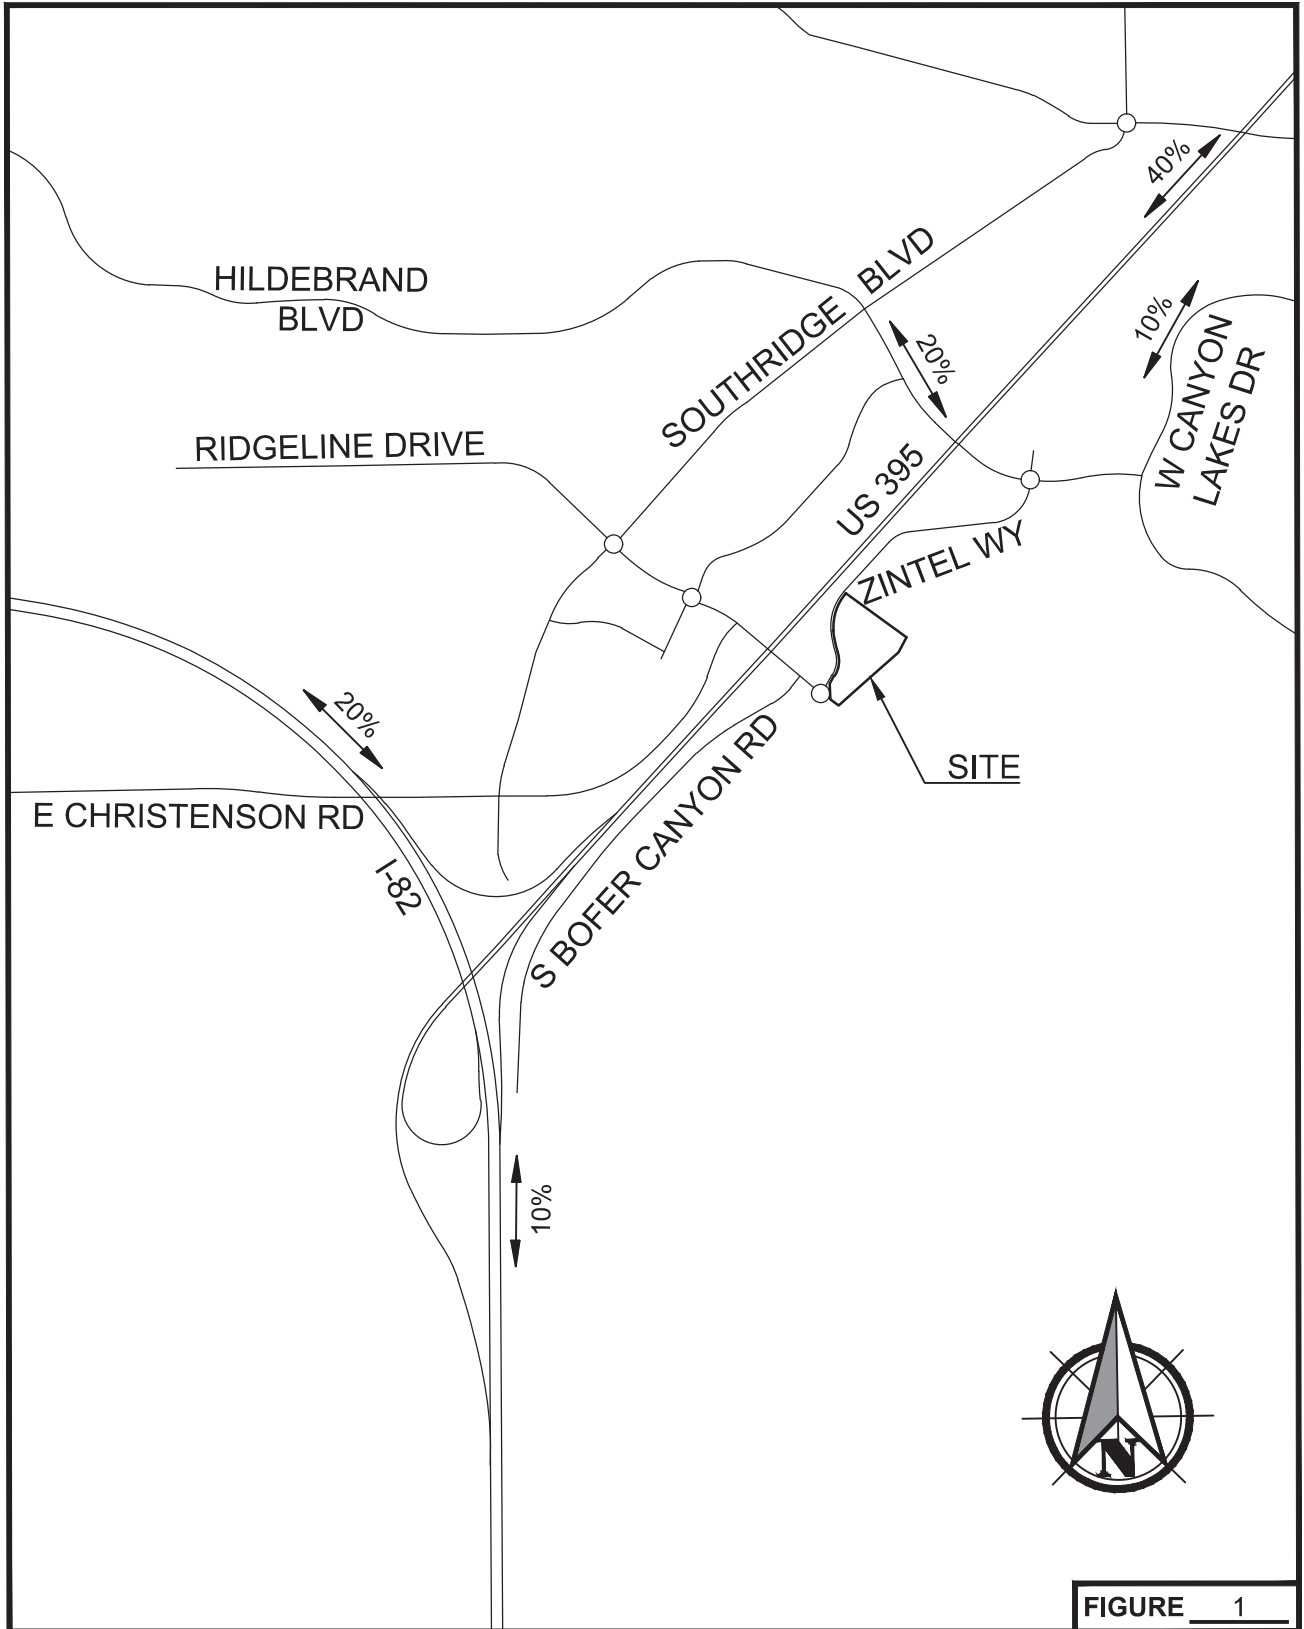 40%
HILDEBRAND
BLVD
SOUTHRIDGE BLVD
10%
20%
W CANYON
LAKES DR
RIDGELINE DRIVE
US 395
ZINTEL WY
20%
SITE
E CHRISTENSON RD
S BOFER CANYON RD
I-82
10%
N
FIGURE 1